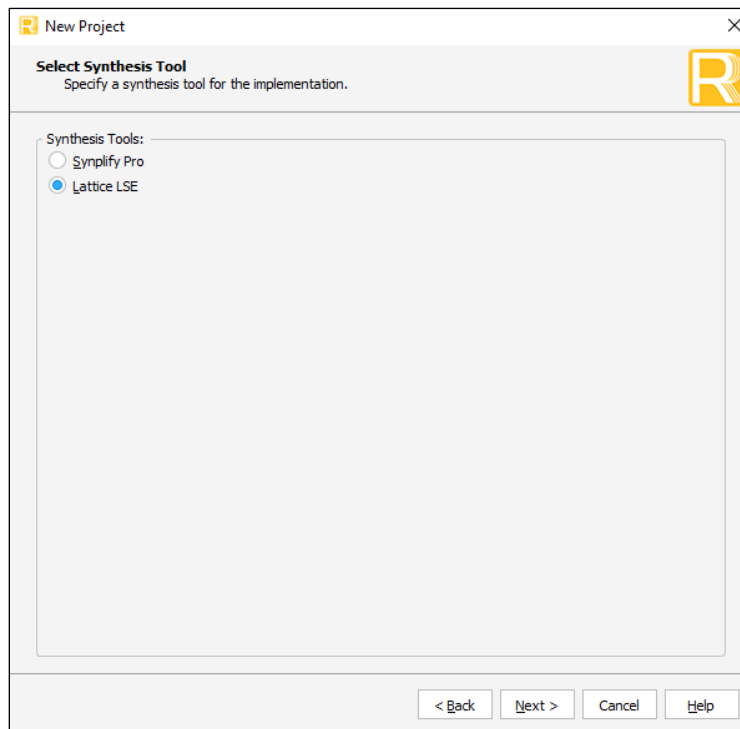 New Project
Select Synthesis Tool
Specify a synthesis tool for the implementation.
Synthesis Tools:
Synplify Pro
Lattice LSE
< Back Next > Cancel Help